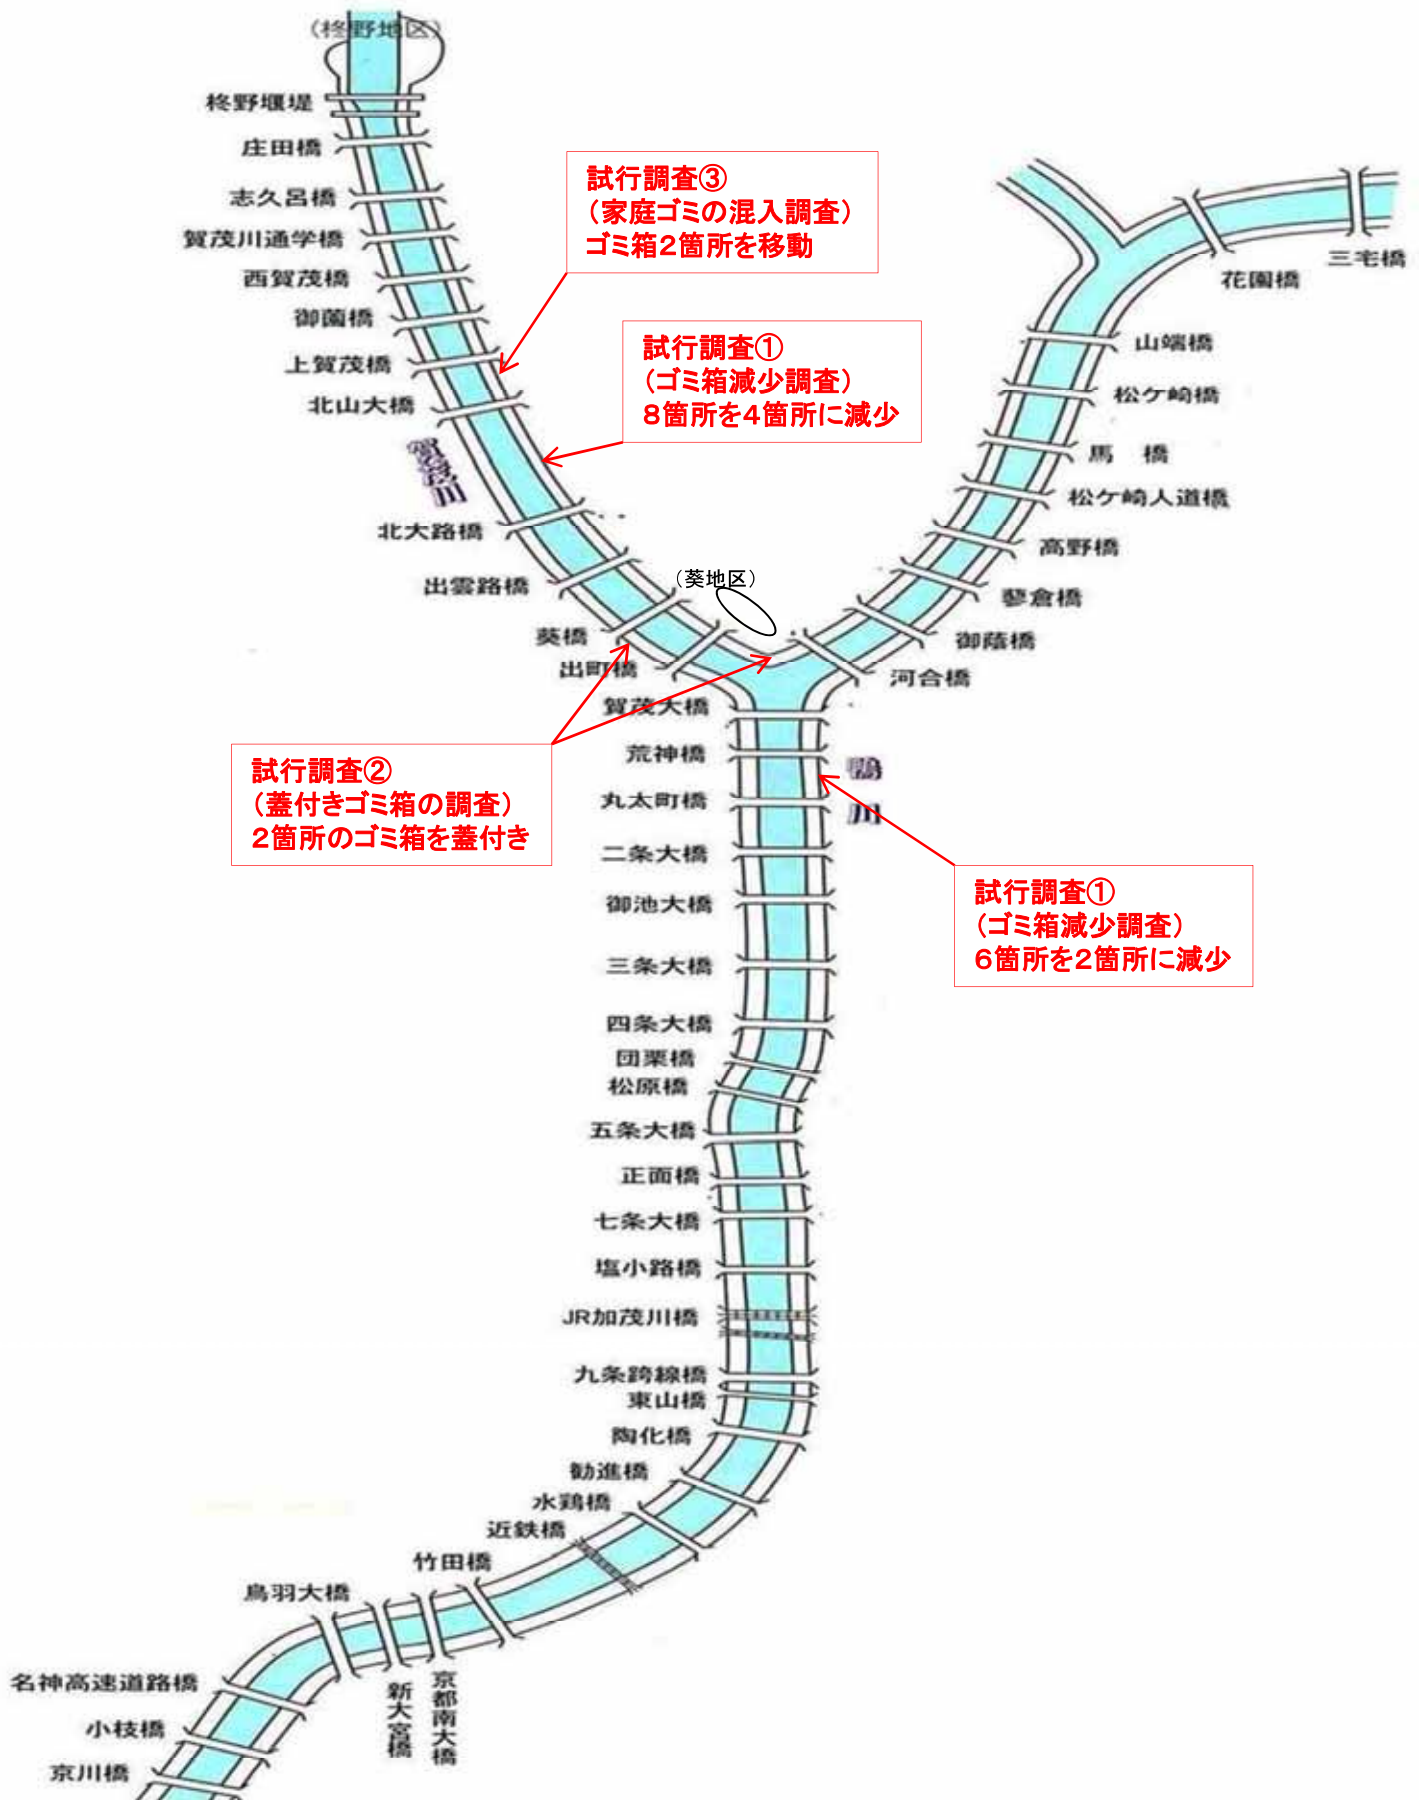 (柊野地区)
柊野堰堤
庄田橋
志久呂橋
賀茂川通学橋
西賀茂橋
御薗橋
上賀茂橋
北山大橋
賀茂川
北大路橋
出雲路橋
葵橋
出町橋
(葵地区)
試行調査③
(家庭ゴミの混入調査)
ゴミ箱2箇所を移動
試行調査①
(ゴミ箱減少調査)
8箇所を4箇所に減少
三宅橋
花園橋
山端橋
松ケ崎橋
馬 橋
松ケ崎人道橋
高野橋
蓼倉橋
御蔭橋
河合橋
試行調査②
(蓋付きゴミ箱の調査)
2箇所のゴミ箱を蓋付き
賀茂大橋
荒神橋
丸太町橋
二条大橋
御池大橋
三条大橋
四条大橋
団栗橋
松原橋
五条大橋
正面橋
七条大橋
塩小路橋
JR加茂川橋
九条跨線橋
東山橋
陶化橋
勧進橋
水鶏橋
近鉄橋
竹田橋
鳥羽大橋
鴨川
試行調査①
(ゴミ箱減少調査)
6箇所を2箇所に減少
京都南大橋
新大宮橋
名神高速道路橋
小枝橋
京川橋